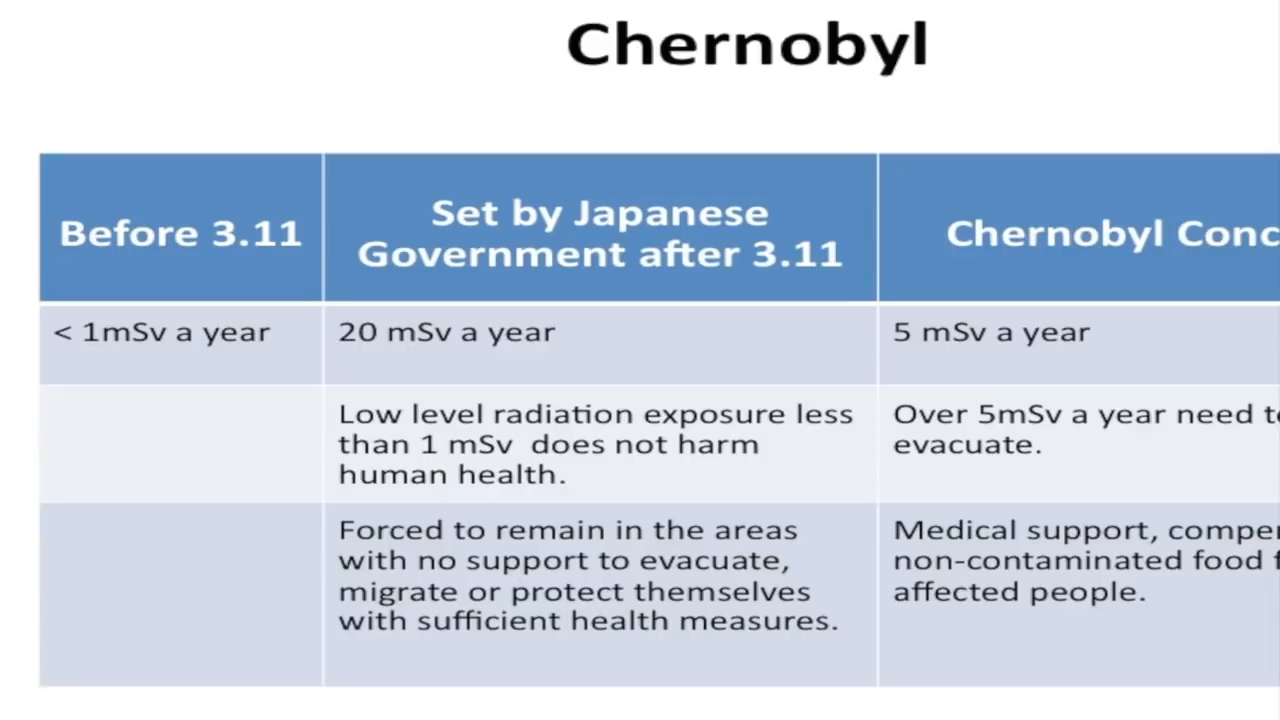 Chernobyl
Before 3.11
Set by Japanese
Government after 3.11
Chernobyl
< 1mSv a year
20 mSv a year
5 mSv a year
Low level radiation exposure less
than 1 mSv does not harm
human health.
Over 5mSv a year need
evacuate.
Forced to remain in the areas
with no support to evacuate,
migrate or protect themselves
with sufficient health measures.
Medical support,
non-contaminated food
affected people.